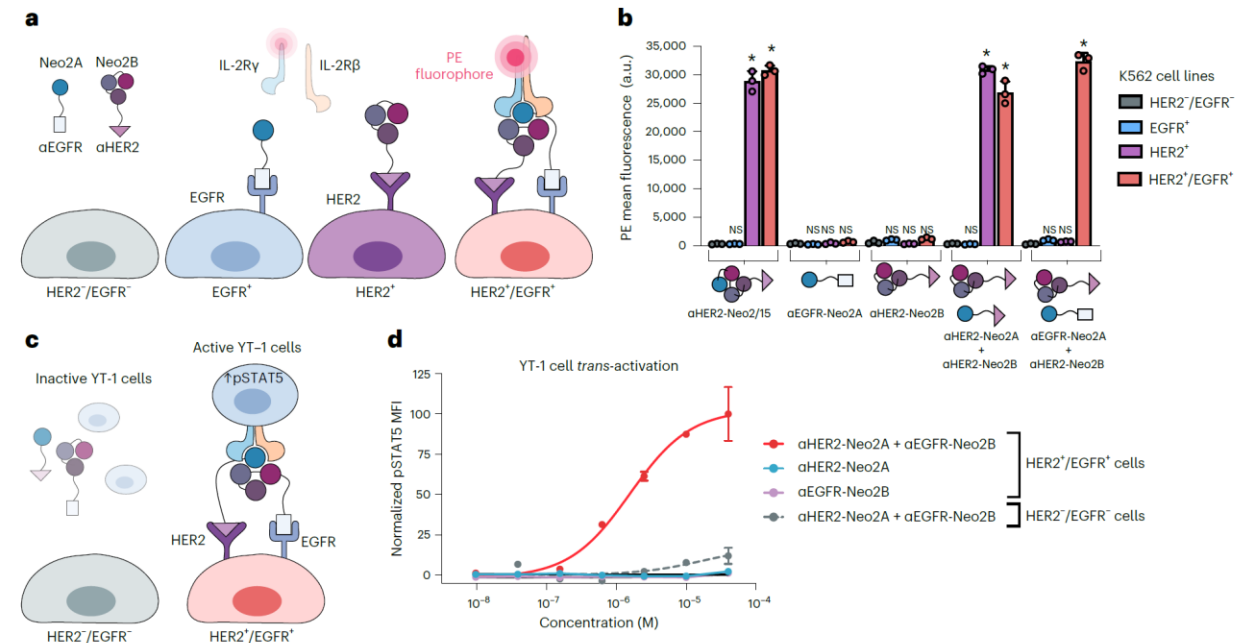 a
Neo2A
Neo2B
αEGFR
αHER2
IL-2Rγ
IL-2Rβ
PE
fluorophore
EGFR
HER2
HER2⁻/EGFR⁻
EGFR⁺
HER2⁺
HER2⁺/EGFR⁺
b
PE mean fluorescence (a.u.)
35,000
30,000
25,000
20,000
15,000
10,000
5,000
0
* * * * *
NS NS NS NS NS NS NS NS NS NS
αHER2-Neo2/15
αEGFR-Neo2A
αHER2-Neo2B
αHER2-Neo2A
+
αHER2-Neo2B
αEGFR-Neo2A
+
αHER2-Neo2B
K562 cell lines
HER2⁻/EGFR⁻
EGFR⁺
HER2⁺
HER2⁺/EGFR⁺
c
Inactive YT-1 cells
Active YT–1 cells
↑pSTAT5
HER2
EGFR
HER2⁻/EGFR⁻
HER2⁺/EGFR⁺
d
YT-1 cell trans-activation
Normalized pSTAT5 MFI
125
100
75
50
25
0
10⁻⁸
10⁻⁷
10⁻⁶
10⁻⁵
10⁻⁴
Concentration (M)
αHER2-Neo2A + αEGFR-Neo2B
αHER2-Neo2A
αEGFR-Neo2B
HER2⁺/EGFR⁺ cells
αHER2-Neo2A + αEGFR-Neo2B
HER2⁻/EGFR⁻ cells